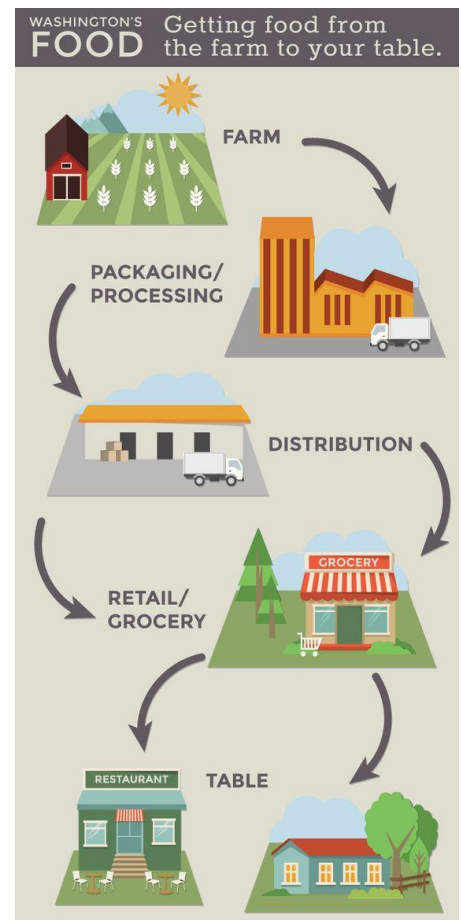 WASHINGTON'S
FOOD
Getting food from
the farm to your table.
FARM
PACKAGING/
PROCESSING
DISTRIBUTION
GROCERY
RETAIL/
GROCERY
RESTAURANT
TABLE